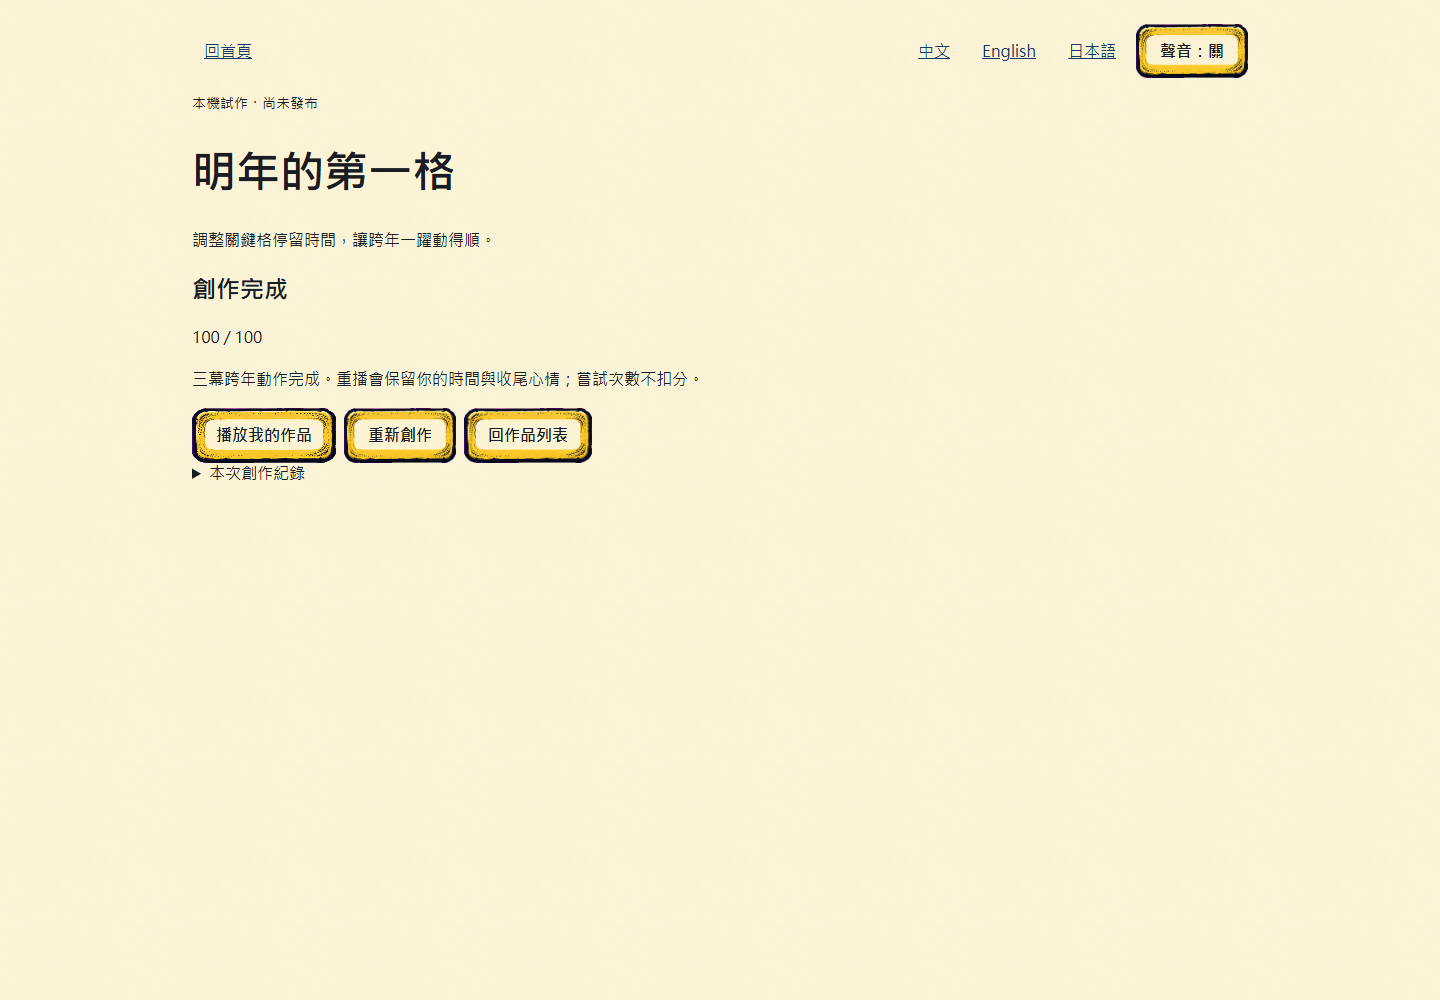 回首頁 中文 English 日本語 聲音：關
本機試作・尚未發布
明年的第一格
調整關鍵格停留時間，讓跨年一躍動得順。
創作完成
100 / 100
三幕跨年動作完成。重播會保留你的時間與收尾心情；嘗試次數不扣分。
播放我的作品 重新創作 回作品列表
本次創作紀錄